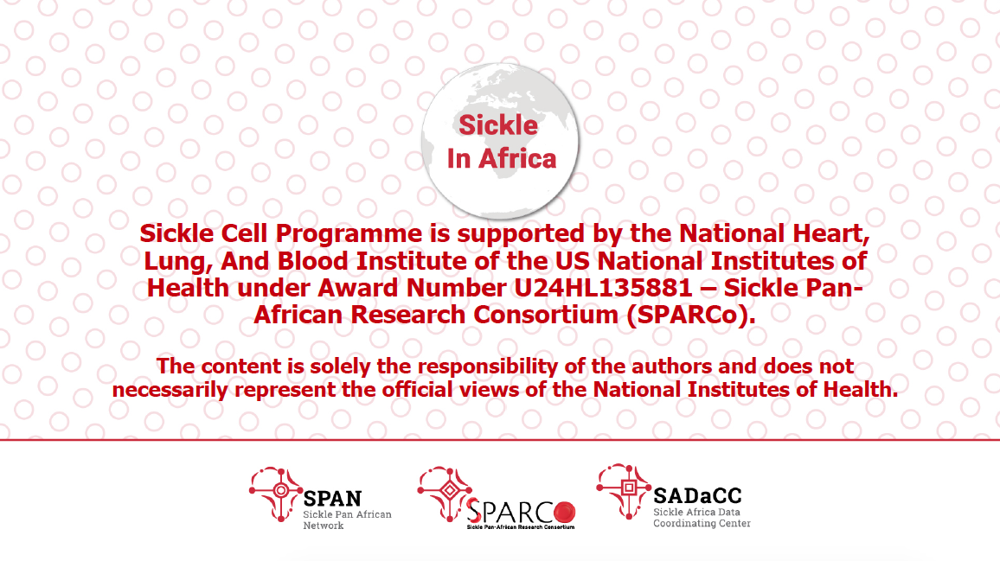 Sickle
In Africa
Sickle Cell Programme is supported by the National Heart,
Lung, And Blood Institute of the US National Institutes of
Health under Award Number U24HL135881 – Sickle Pan-
African Research Consortium (SPARCo).
The content is solely the responsibility of the authors and does not
necessarily represent the official views of the National Institutes of Health.
SPAN
Sickle Pan African
Network
SPARCO
Sickle Pan-African Research Consortium
SADaCC
Sickle Africa Data
Coordinating Center